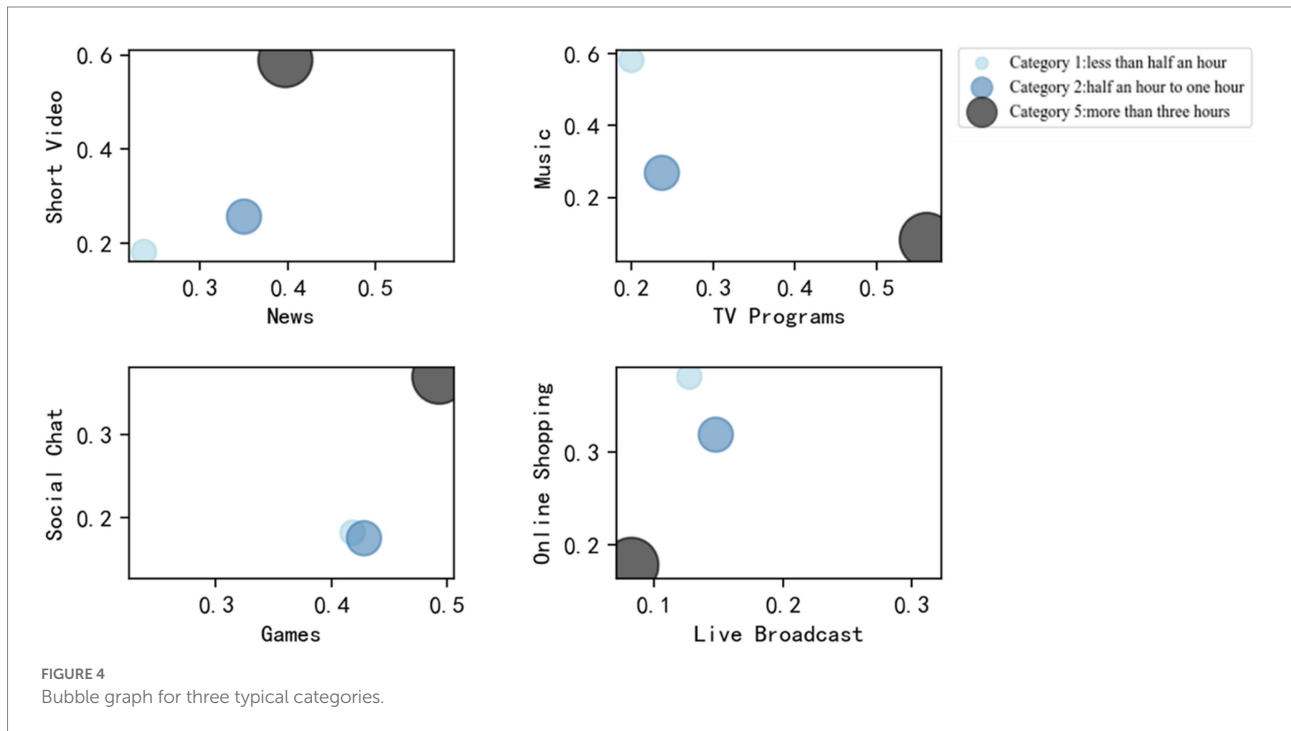 0.6
0.4
0.2
Short Video
0.3 0.4 0.5
News
0.6
0.4
0.2
Music
0.2 0.3 0.4 0.5
TV Programs
Category 1:less than half an hour
Category 2:half an hour to one hour
Category 5:more than three hours
0.3
0.2
Social Chat
0.3 0.4 0.5
Games
0.3
0.2
Online Shopping
0.1 0.2 0.3
Live Broadcast
FIGURE 4
Bubble graph for three typical categories.